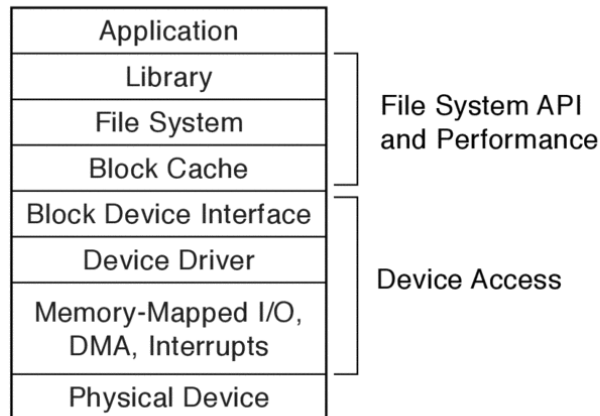 Application
Library
File System
Block Cache
Block Device Interface
Device Driver
Memory-Mapped I/O,
DMA, Interrupts
Physical Device
File System API
and Performance
Device Access